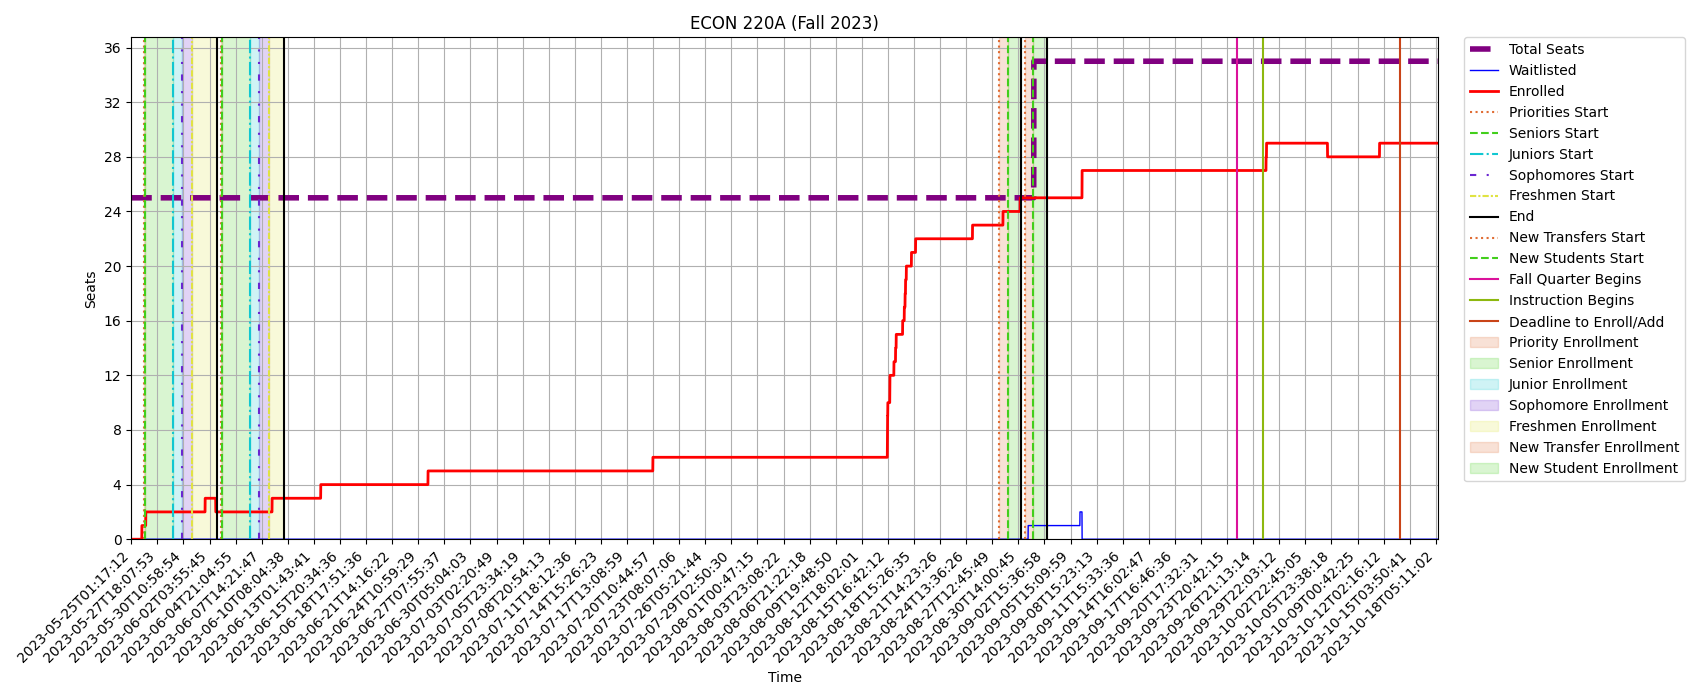 ECON 220A (Fall 2023)
Seats
36
32
28
24
20
16
12
8
4
0
2023-05-25T01:17:12
2023-05-27T18:07:53
2023-05-30T10:58:54
2023-06-02T03:55:45
2023-06-04T21:04:55
2023-06-07T14:21:47
2023-06-10T08:04:38
2023-06-13T01:43:41
2023-06-15T20:34:36
2023-06-18T17:51:36
2023-06-21T14:16:22
2023-06-24T10:59:29
2023-06-27T07:55:37
2023-06-30T05:04:03
2023-07-03T02:20:49
2023-07-05T23:34:19
2023-07-08T20:54:13
2023-07-11T18:12:36
2023-07-14T15:26:23
2023-07-17T13:08:59
2023-07-20T10:44:57
2023-07-23T08:07:06
2023-07-26T05:21:44
2023-07-29T02:50:30
2023-08-01T00:47:15
2023-08-03T23:08:22
2023-08-06T21:22:18
2023-08-09T19:48:50
2023-08-12T18:02:01
2023-08-15T16:42:12
2023-08-18T15:26:35
2023-08-21T14:23:26
2023-08-24T13:36:26
2023-08-27T12:45:49
2023-08-30T14:00:45
2023-09-02T15:36:58
2023-09-05T15:09:59
2023-09-08T15:23:13
2023-09-11T15:33:36
2023-09-14T16:02:47
2023-09-17T16:46:36
2023-09-20T17:32:31
2023-09-23T20:42:15
2023-09-26T21:13:14
2023-09-29T22:03:12
2023-10-02T22:45:05
2023-10-05T23:38:18
2023-10-09T00:42:25
2023-10-12T02:16:12
2023-10-15T03:50:41
2023-10-18T05:11:02
Time
Total Seats
Waitlisted
Enrolled
Priorities Start
Seniors Start
Juniors Start
Sophomores Start
Freshmen Start
End
New Transfers Start
New Students Start
Fall Quarter Begins
Instruction Begins
Deadline to Enroll/Add
Priority Enrollment
Senior Enrollment
Junior Enrollment
Sophomore Enrollment
Freshmen Enrollment
New Transfer Enrollment
New Student Enrollment